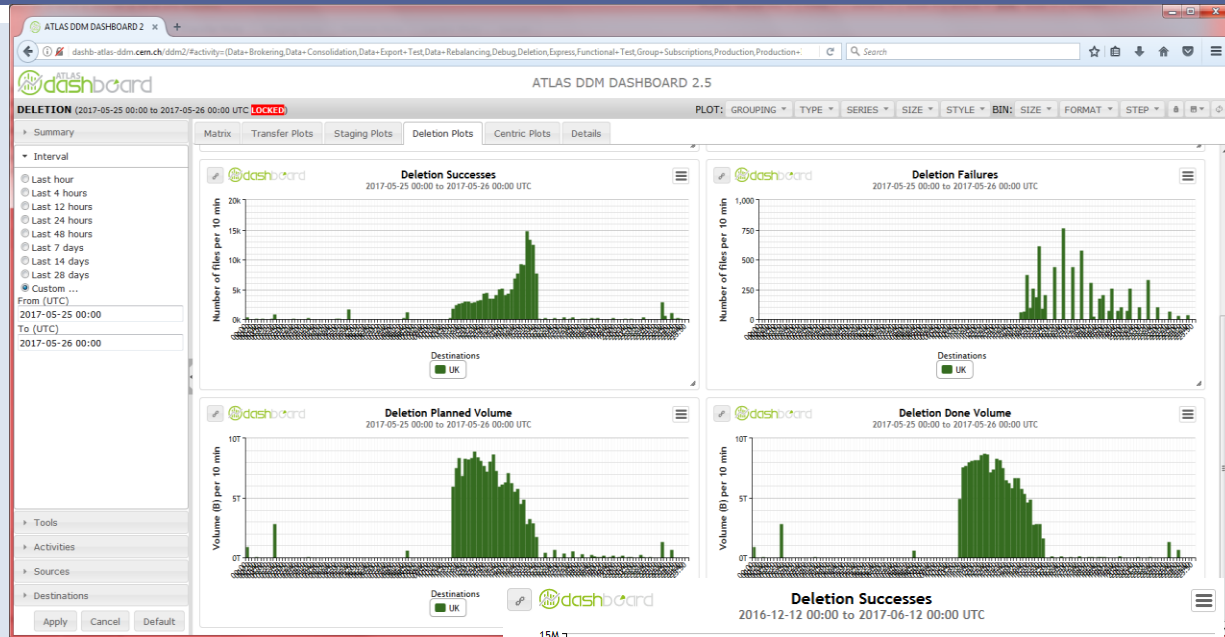 ATLAS DDM DASHBOARD 2
dashb-atlas-ddm.cern.ch/ddm2/#activity=(Data+Brokering,Data+Consolidation,Data+Export+Test,Data+Rebalancing,Debug,Deletion,Express,Functional+Test,Group+Subscriptions,Production,Production+
Search
ATLAS
dashboard
ATLAS DDM DASHBOARD 2.5
DELETION (2017-05-25 00:00 to 2017-05-26 00:00 UTC LOCKED)
PLOT: GROUPING TYPE SERIES SIZE STYLE BIN: SIZE FORMAT STEP
Summary
Matrix Transfer Plots Staging Plots Deletion Plots Centric Plots Details
Interval
Last hour
Last 4 hours
Last 12 hours
Last 24 hours
Last 48 hours
Last 7 days
Last 14 days
Last 28 days
Custom ...
From (UTC)
2017-05-25 00:00
To (UTC)
2017-05-26 00:00
Tools
Activities
Sources
Destinations
Apply Cancel Default
dashboard
Deletion Successes
2017-05-25 00:00 to 2017-05-26 00:00 UTC
Number of files per 10 min
20k
15k
10k
5k
0k
Destinations
UK
dashboard
Deletion Failures
2017-05-25 00:00 to 2017-05-26 00:00 UTC
Number of files per 10 min
1,000
750
500
250
0
Destinations
UK
dashboard
Deletion Planned Volume
2017-05-25 00:00 to 2017-05-26 00:00 UTC
Volume (B) per 10 min
10T
5T
0T
Destinations
UK
dashboard
Deletion Done Volume
2017-05-25 00:00 to 2017-05-26 00:00 UTC
Volume (B) per 10 min
10T
5T
0T
dashboard
Deletion Successes
2016-12-12 00:00 to 2017-06-12 00:00 UTC
15M